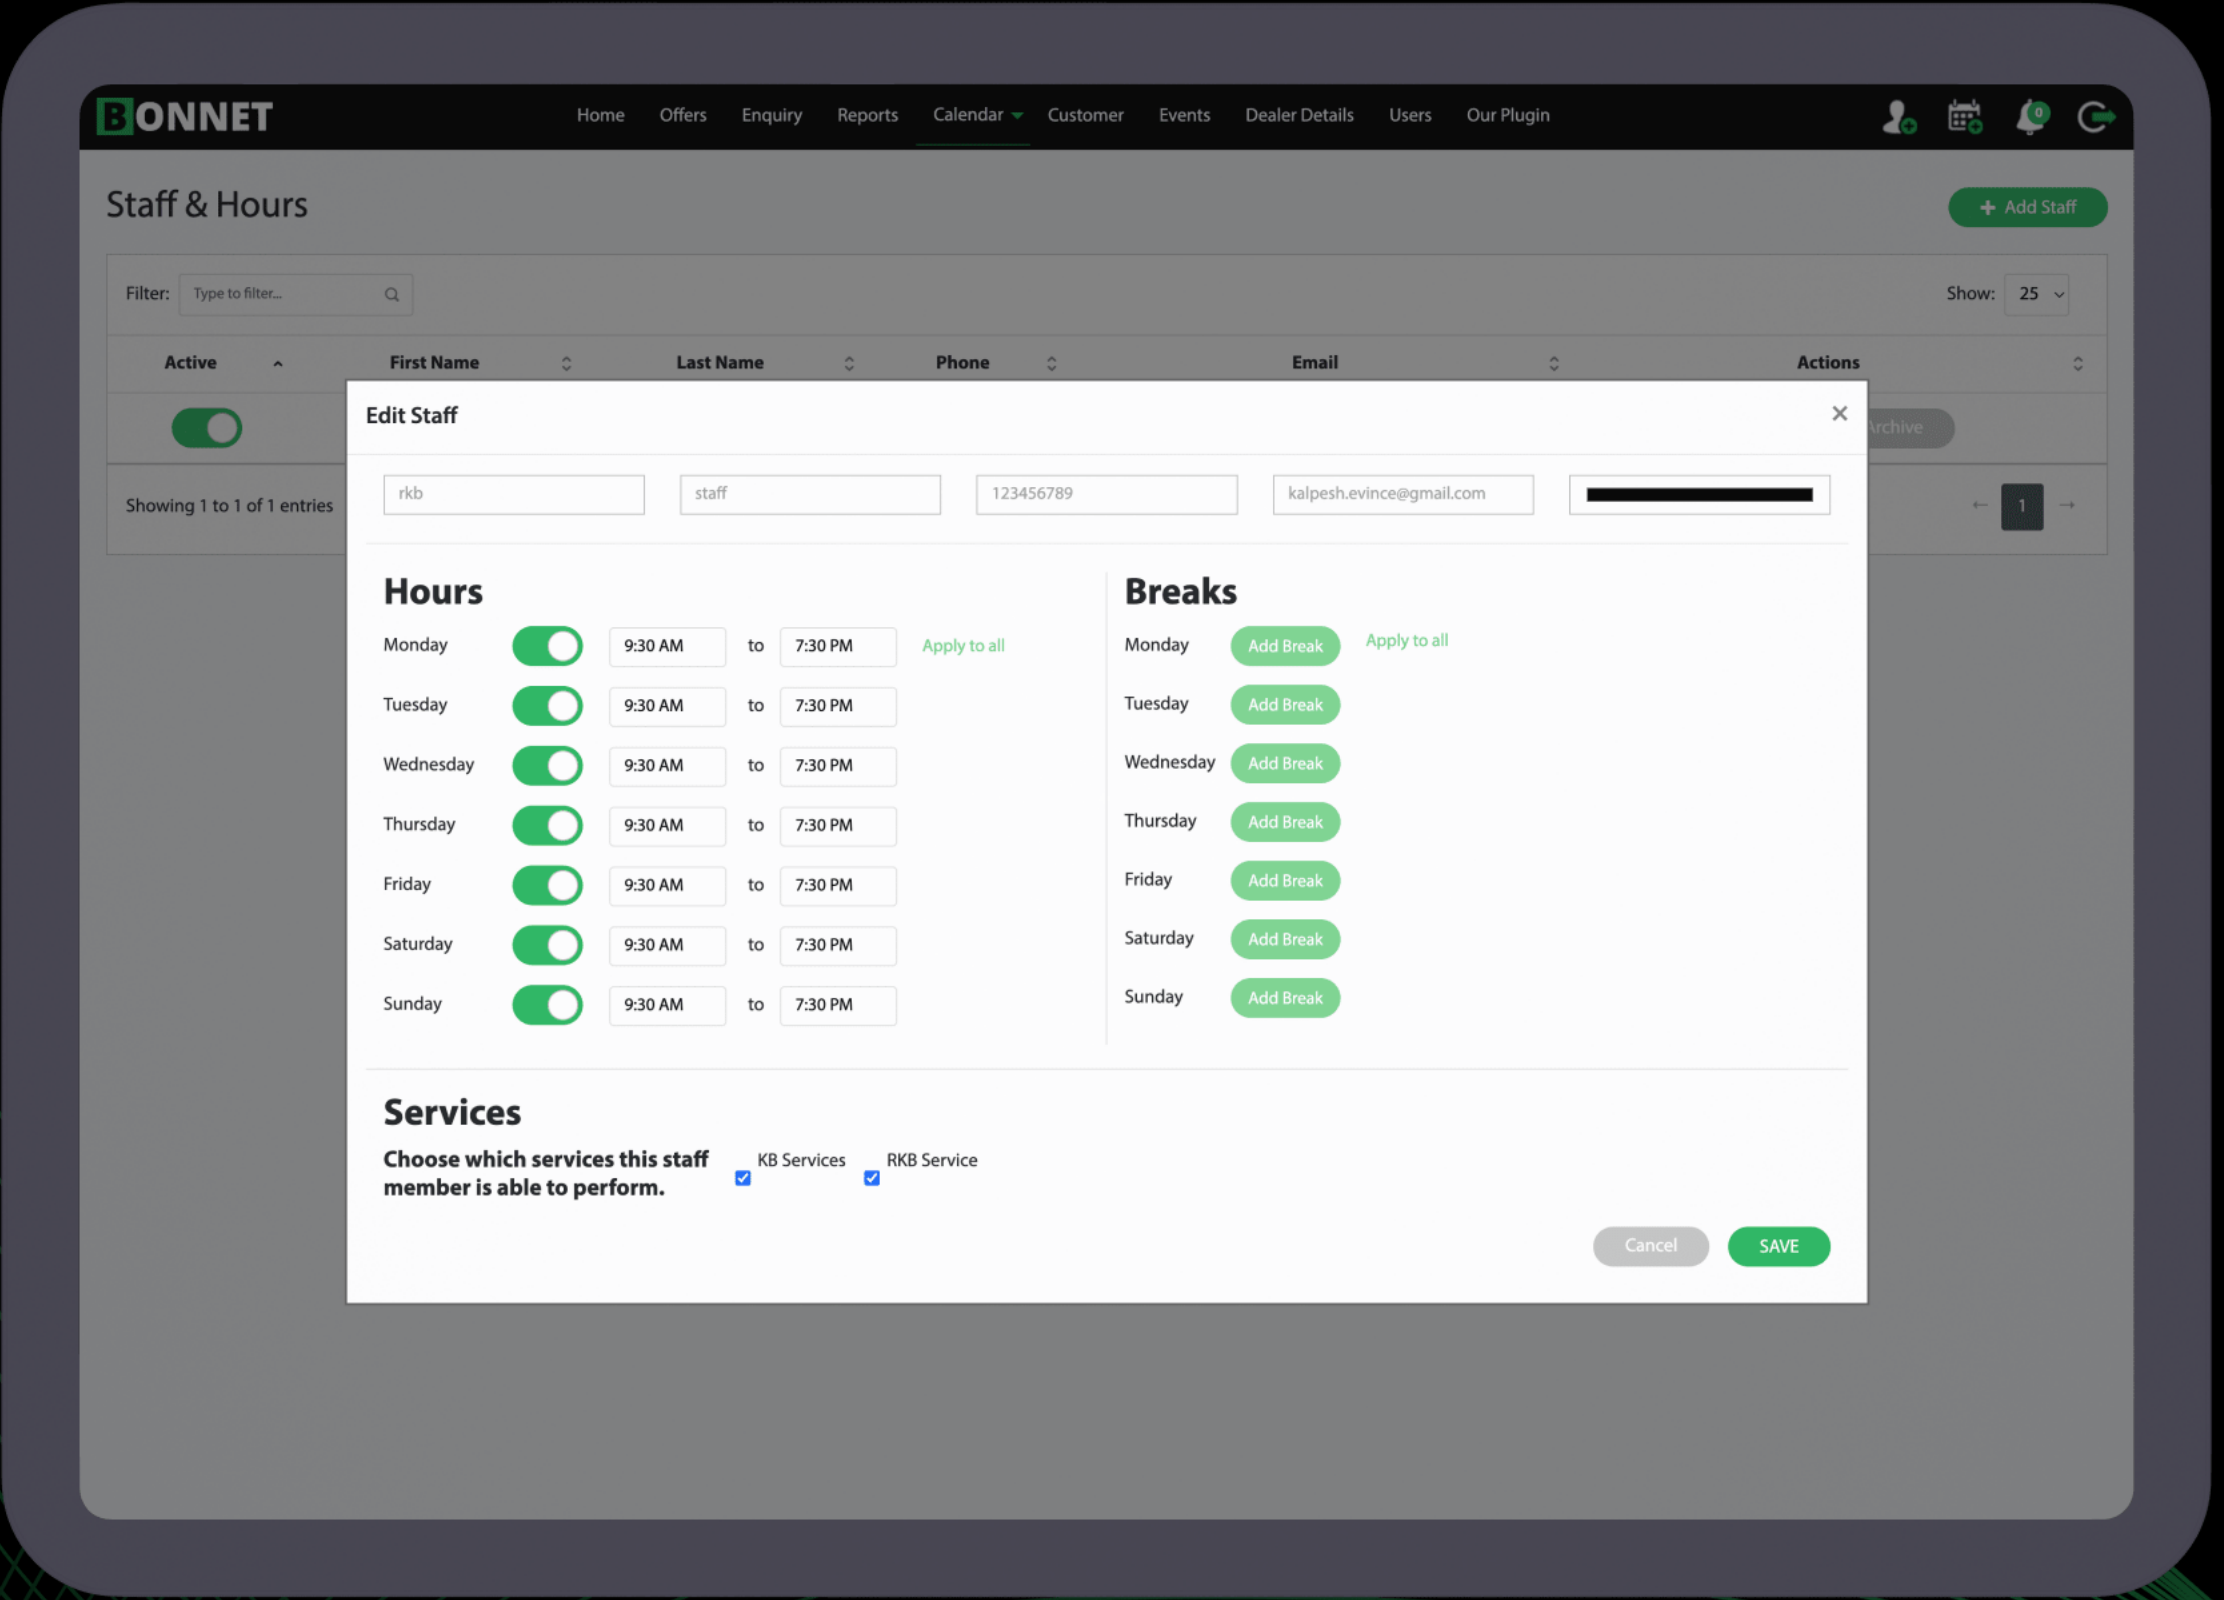 BONNET
Home Offers Enquiry Reports Calendar Customer Events Dealer Details Users Our Plugin
0
Staff & Hours
+ Add Staff
Filter: Type to filter...
Show: 25
Active First Name Last Name Phone Email Actions
Archive
Showing 1 to 1 of 1 entries
← 1 →
Edit Staff
×
rkb staff 123456789 kalpesh.evince@gmail.com
Hours
Monday 9:30 AM to 7:30 PM Apply to all
Tuesday 9:30 AM to 7:30 PM
Wednesday 9:30 AM to 7:30 PM
Thursday 9:30 AM to 7:30 PM
Friday 9:30 AM to 7:30 PM
Saturday 9:30 AM to 7:30 PM
Sunday 9:30 AM to 7:30 PM
Breaks
Monday Add Break Apply to all
Tuesday Add Break
Wednesday Add Break
Thursday Add Break
Friday Add Break
Saturday Add Break
Sunday Add Break
Services
Choose which services this staff
member is able to perform.
KB Services RKB Service
Cancel SAVE